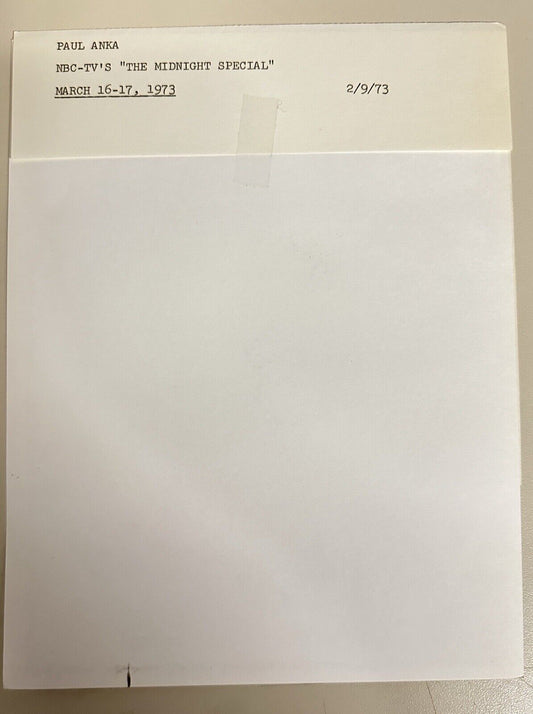 PAUL ANKA
NBC-TV'S "THE MIDNIGHT SPECIAL"
MARCH 16-17, 1973 2/9/73